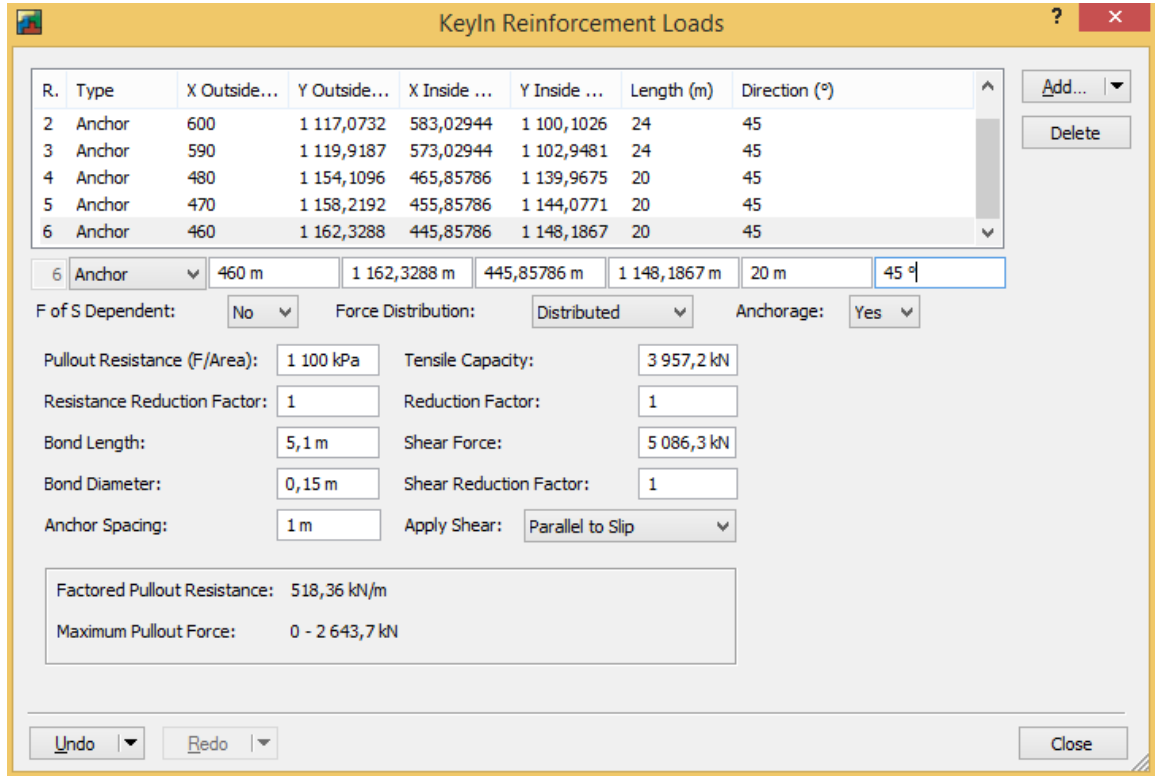 KeyIn Reinforcement Loads
?
R. Type X Outside... Y Outside... X Inside ... Y Inside ... Length (m) Direction (°)
2 Anchor 600 1 117,0732 583,02944 1 100,1026 24 45
3 Anchor 590 1 119,9187 573,02944 1 102,9481 24 45
4 Anchor 480 1 154,1096 465,85786 1 139,9675 20 45
5 Anchor 470 1 158,2192 455,85786 1 144,0771 20 45
6 Anchor 460 1 162,3288 445,85786 1 148,1867 20 45
Add...
Delete
6 Anchor 460 m 1 162,3288 m 445,85786 m 1 148,1867 m 20 m 45 º
F of S Dependent: No Force Distribution: Distributed Anchorage: Yes
Pullout Resistance (F/Area): 1 100 kPa Tensile Capacity: 3 957,2 kN
Resistance Reduction Factor: 1 Reduction Factor: 1
Bond Length: 5,1 m Shear Force: 5 086,3 kN
Bond Diameter: 0,15 m Shear Reduction Factor: 1
Anchor Spacing: 1 m Apply Shear: Parallel to Slip
Factored Pullout Resistance: 518,36 kN/m
Maximum Pullout Force: 0 - 2 643,7 kN
Undo Redo Close